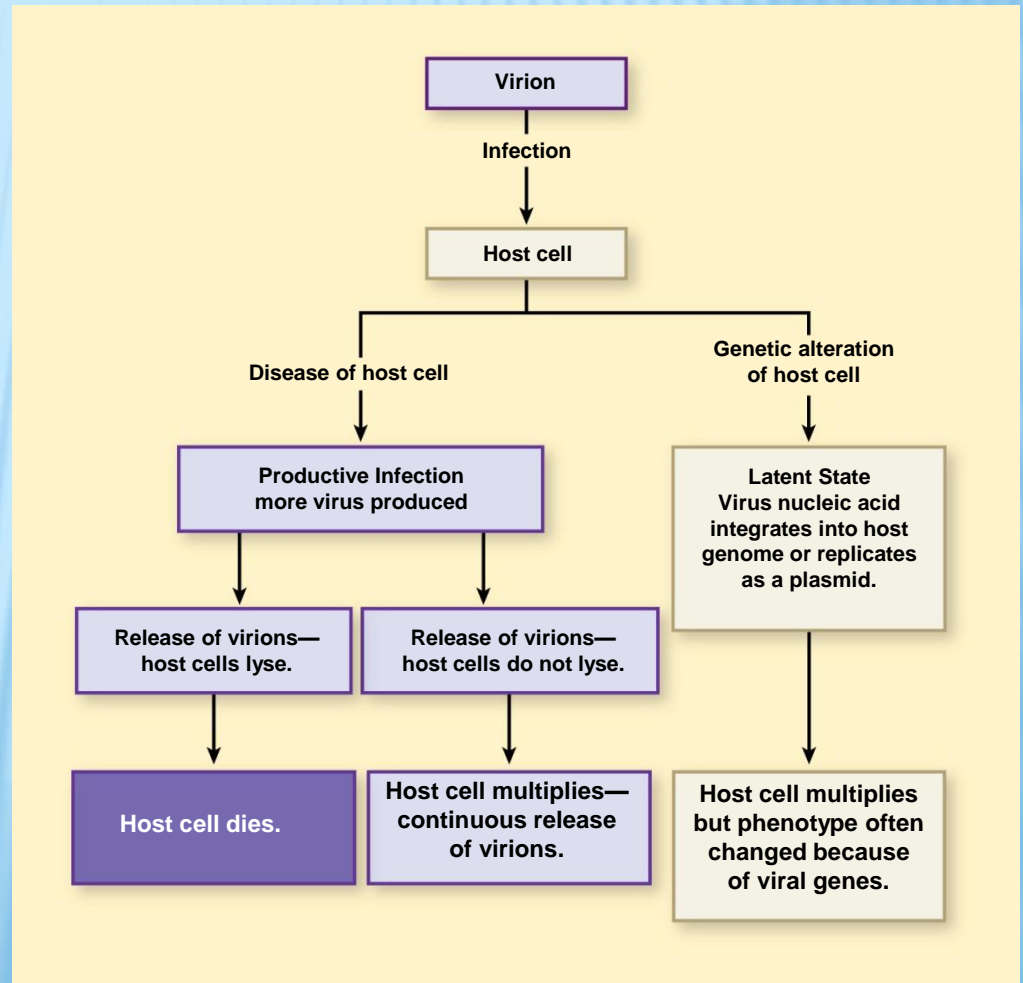 Virion
Infection
Host cell
Disease of host cell
Genetic alteration
of host cell
Productive Infection
more virus produced
Latent State
Virus nucleic acid
integrates into host
genome or replicates
as a plasmid.
Release of virions—
host cells lyse.
Release of virions—
host cells do not lyse.
Host cell dies.
Host cell multiplies—
continuous release
of virions.
Host cell multiplies
but phenotype often
changed because
of viral genes.